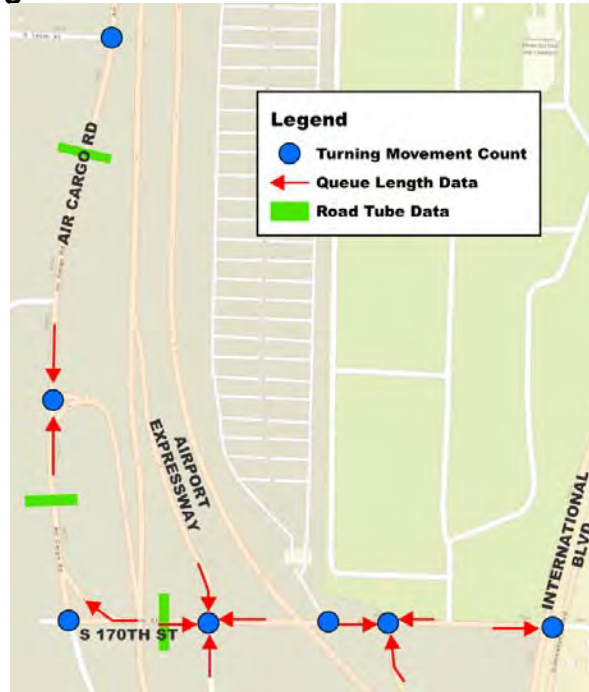 AIR CARGO RD
Legend
Turning Movement Count
Queue Length Data
Road Tube Data
AIRPORT
EXPRESSWAY
INTERNATIONAL
BLVD
S 170TH ST